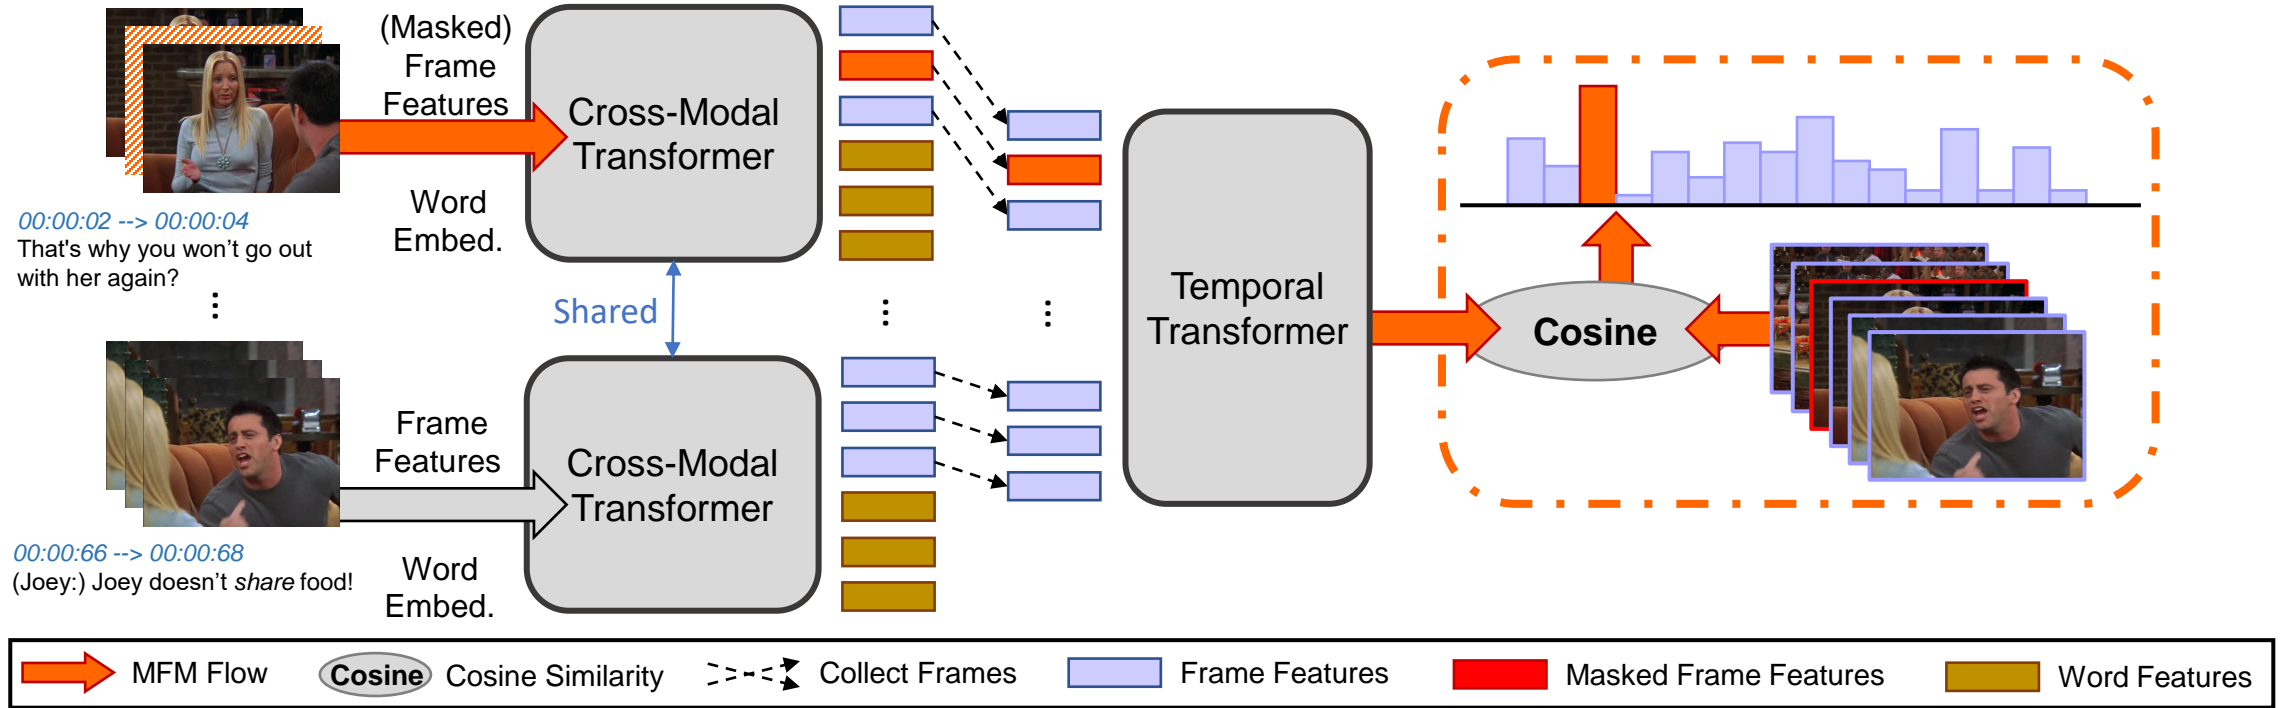 (Masked)
Frame
Features
Cross-Modal
Transformer
Word
Embed.
00:00:02 --> 00:00:04
That's why you won't go out
with her again?
⋮
Shared
⋮
⋮
Temporal
Transformer
Cosine
Frame
Features
Cross-Modal
Transformer
Word
Embed.
00:00:66 --> 00:00:68
(Joey:) Joey doesn't share food!
MFM Flow
Cosine
Cosine Similarity
Collect Frames
Frame Features
Masked Frame Features
Word Features